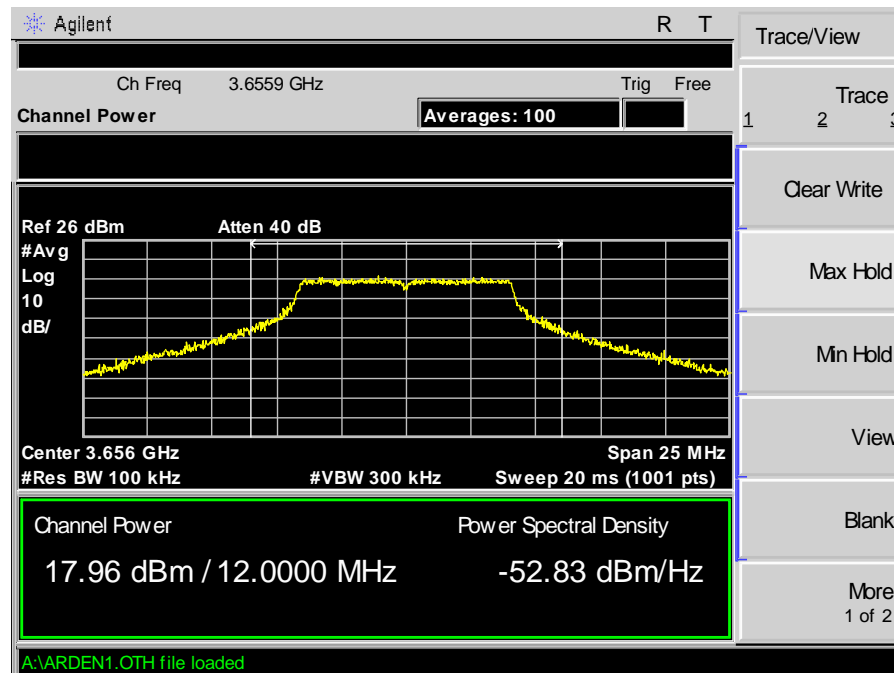 Agilent R T
Trace/View
Ch Freq 3.6559 GHz Trig Free
Channel Power Averages: 100
Trace
1 2 3
Clear Write
Ref 26 dBm Atten 40 dB
#Avg
Log
10
dB/
Max Hold
Min Hold
View
Center 3.656 GHz Span 25 MHz
#Res BW 100 kHz #VBW 300 kHz Sweep 20 ms (1001 pts)
Channel Power Power Spectral Density
17.96 dBm / 12.0000 MHz -52.83 dBm/Hz
Blank
More
1 of 2
A:\ARDEN1.OTH file loaded